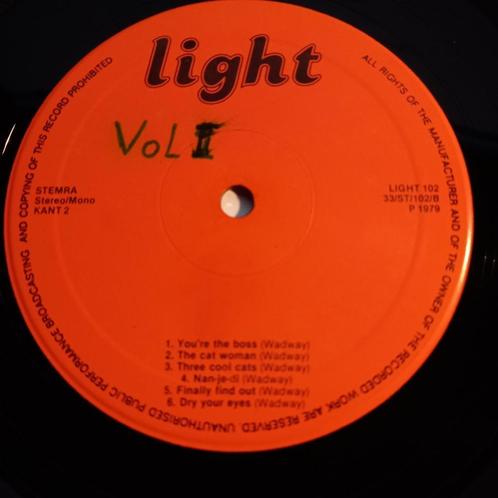 light
VOL II
STEMRA
Stereo/Mono
KANT 2
LIGHT 102
33/ST/102/B
P 1979
1. You're the boss (Wadway)
2. The cat woman (Wadway)
3. Three cool cats (Wadway)
4. Nan-je-di (Wadway)
5. Finally find out (Wadway)
6. Dry your eyes (Wadway)
ALL RIGHTS OF THE MANUFACTURER AND OF THE OWNER OF THE RECORDED WORK ARE RESERVED. UNAUTHORISED PUBLIC PERFORMANCE BROADCASTING AND COPYING OF THIS RECORD PROHIBITED